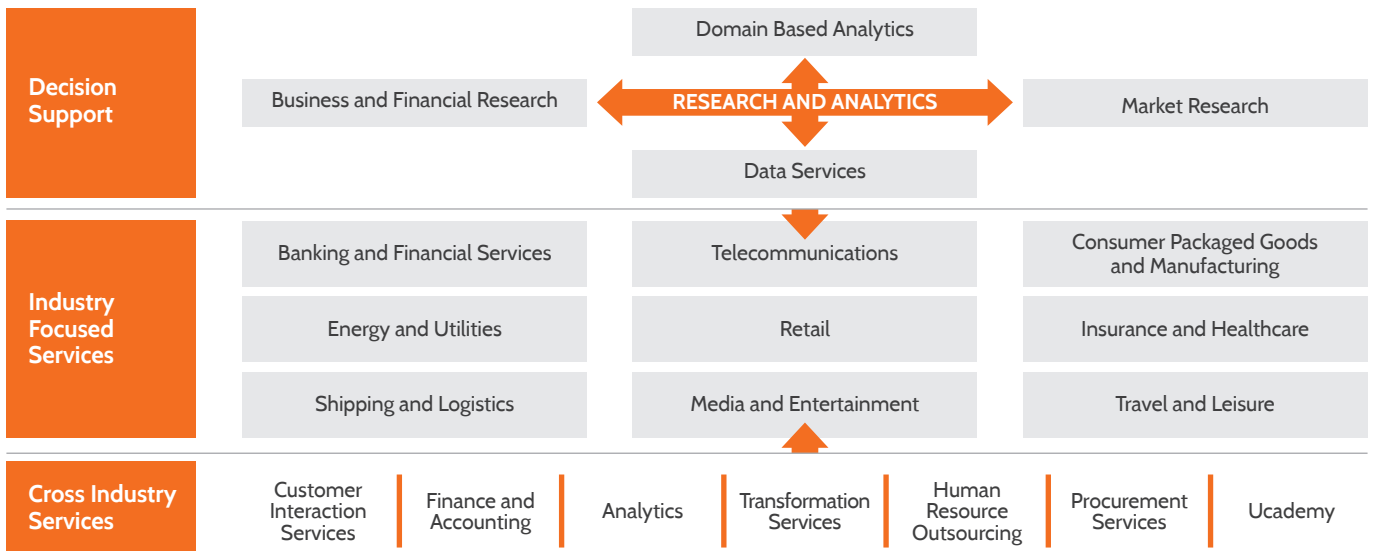 Decision
Support
Domain Based Analytics
Business and Financial Research
RESEARCH AND ANALYTICS
Market Research
Data Services
Industry
Focused
Services
Banking and Financial Services
Telecommunications
Consumer Packaged Goods
and Manufacturing
Energy and Utilities
Retail
Insurance and Healthcare
Shipping and Logistics
Media and Entertainment
Travel and Leisure
Cross Industry
Services
Customer
Interaction
Services
Finance and
Accounting
Analytics
Transformation
Services
Human
Resource
Outsourcing
Procurement
Services
Ucademy